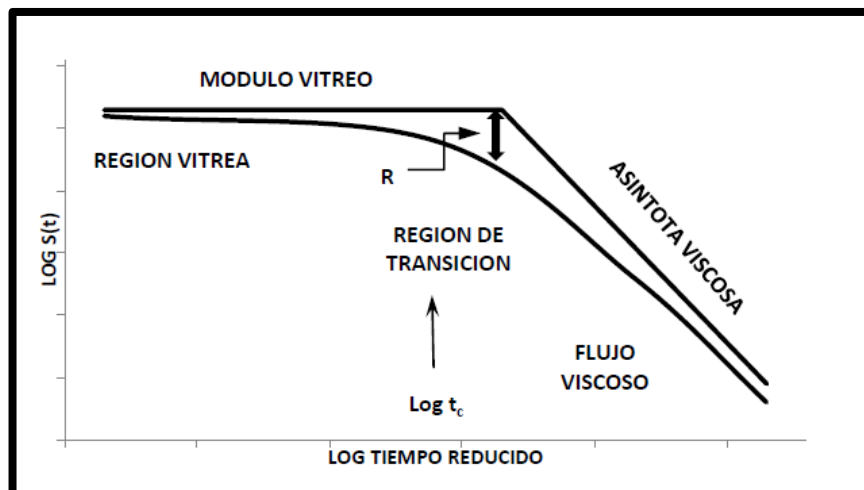 MODULO VITREO
REGION VITREA
R
ASINTOTA VISCOSA
LOG S(t)
REGION DE
TRANSICION
FLUJO
VISCOSO
Log tc
LOG TIEMPO REDUCIDO